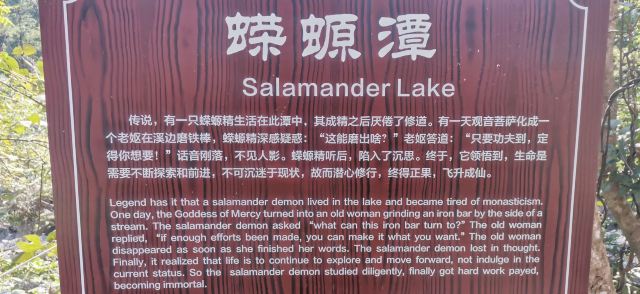 蝾螈潭
Salamander Lake
传说，有一只蝾螈精生活在此潭中，其成精之后厌倦了修道。有一天观音菩萨化成一
个老妪在溪边磨铁棒，蝾螈精深感疑惑：“这能磨出啥？”老妪答道：“只要功夫到，定
得你想要！”话音刚落，不见人影。蝾螈精听后，陷入了沉思。终于，它领悟到，生命是
需要不断探索和前进，不可沉迷于现状，故而潜心修行，终得正果，飞升成仙。
Legend has it that a salamander demon lived in the lake and became tired of monasticism.
One day, the Goddess of Mercy turned into an old woman grinding an iron bar by the side of a
stream. The salamander demon asked “what can this iron bar turn to?” The old woman
replied, “if enough efforts been made, you can make it what you want.” The old woman
disappeared as soon as she finished her words. The salamander demon lost in thought.
Finally, it realized that life is to continue to explore and move forward, not indulge in the
current status. So the salamander demon studied diligently, finally got hard work payed,
becoming immortal.